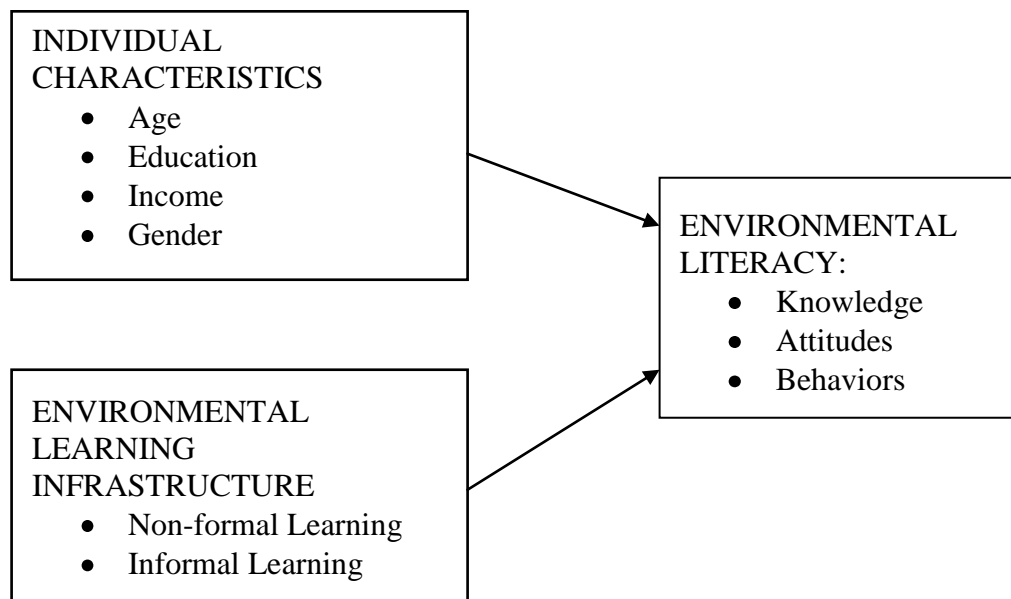 INDIVIDUAL
CHARACTERISTICS
• Age
• Education
• Income
• Gender
ENVIRONMENTAL
LEARNING
INFRASTRUCTURE
• Non-formal Learning
• Informal Learning
ENVIRONMENTAL
LITERACY:
• Knowledge
• Attitudes
• Behaviors